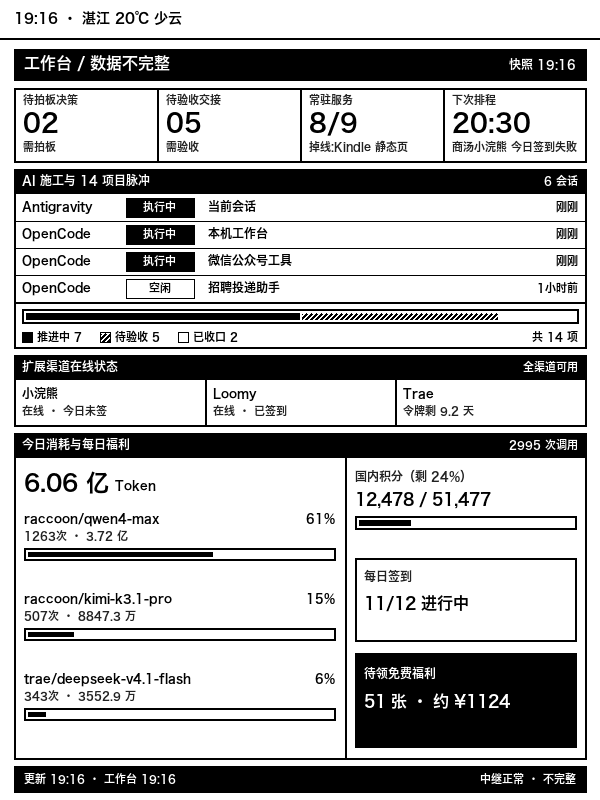 19:16 · 湛江 20℃ 少云
工作台 / 数据不完整 快照 19:16
待拍板决策 待验收交接 常驻服务 下次排程
02 05 8/9 20:30
需拍板 需验收 掉线:Kindle 静态页 商汤小浣熊 今日签到失败
AI 施工与 14 项目脉冲 6 会话
Antigravity 执行中 当前会话 刚刚
OpenCode 执行中 本机工作台 刚刚
OpenCode 执行中 微信公众号工具 刚刚
OpenCode 空闲 招聘投递助手 1小时前
推进中 7 待验收 5 已收口 2 共 14 项
扩展渠道在线状态 全渠道可用
小浣熊 Loomy Trae
在线 · 今日未签 在线 · 已签到 令牌剩 9.2 天
今日消耗与每日福利 2995 次调用
6.06 亿 Token
raccoon/qwen4-max 61%
1263次 · 3.72 亿
raccoon/kimi-k3.1-pro 15%
507次 · 8847.3 万
trae/deepseek-v4.1-flash 6%
343次 · 3552.9 万
国内积分（剩 24%）
12,478 / 51,477
每日签到
11/12 进行中
待领免费福利
51 张 · 约 ¥1124
更新 19:16 · 工作台 19:16 中继正常 · 不完整